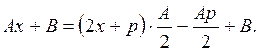 Ax ÷ B = (2x ÷ p) · A/2 − Ap/2 ÷ B.